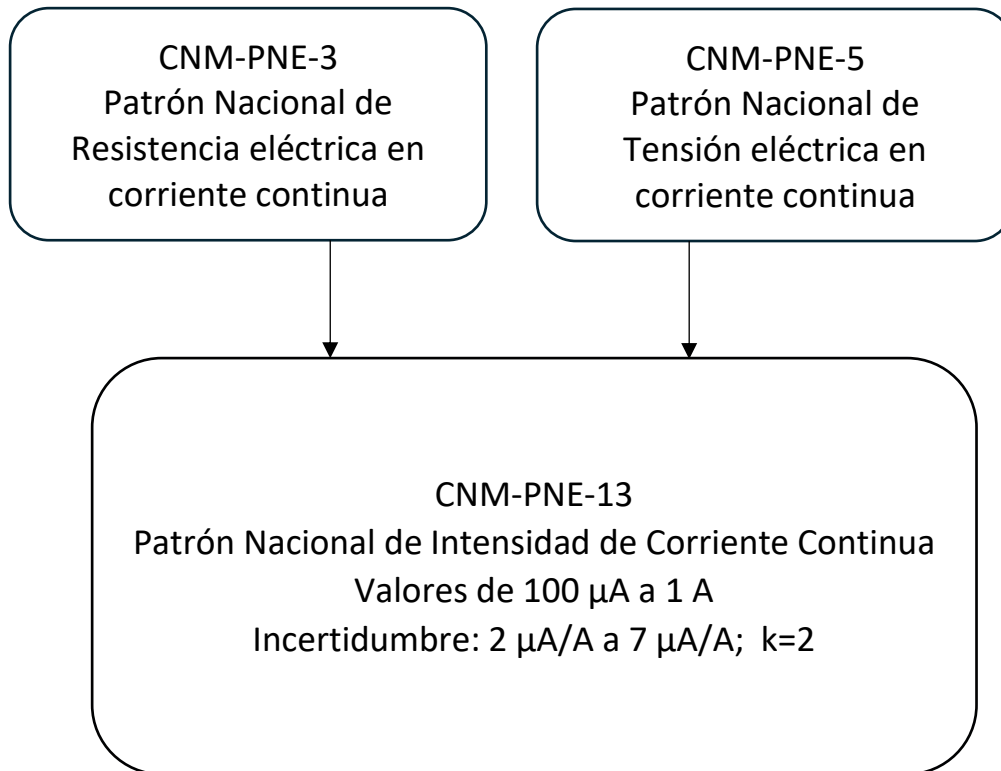 CNM-PNE-3
Patrón Nacional de
Resistencia eléctrica en
corriente continua
CNM-PNE-5
Patrón Nacional de
Tensión eléctrica en
corriente continua
CNM-PNE-13
Patrón Nacional de Intensidad de Corriente Continua
Valores de 100 µA a 1 A
Incertidumbre: 2 µA/A a 7 µA/A;  k=2